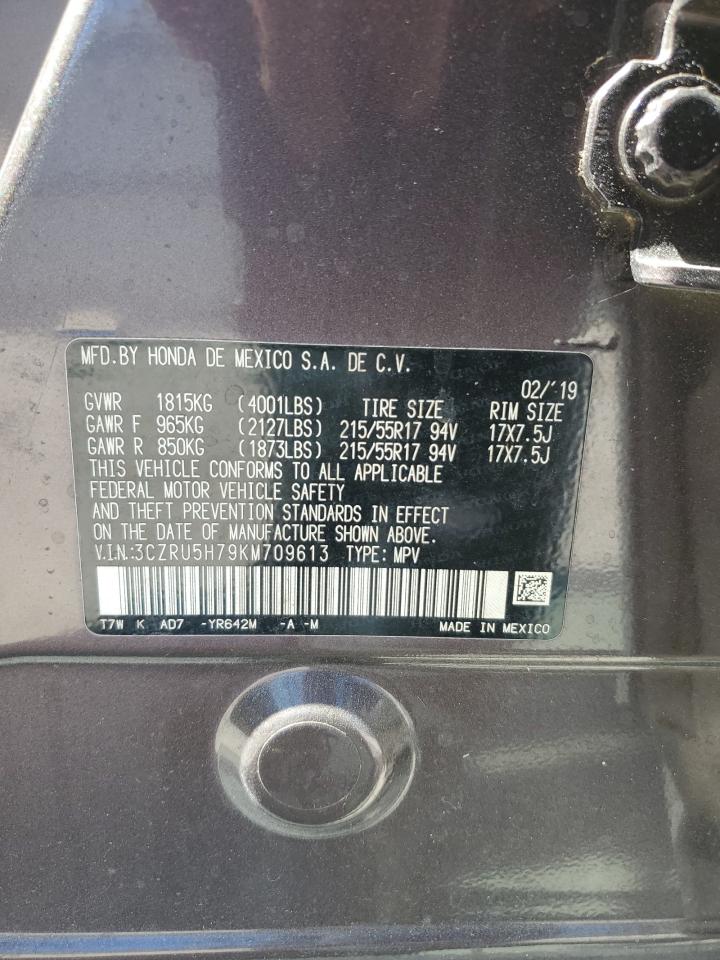 MFD.BY HONDA DE MEXICO S.A. DE C.V.
02/'19
GVWR 1815KG (4001LBS) TIRE SIZE RIM SIZE
GAWR F 965KG (2127LBS) 215/55R17 94V 17X7.5J
GAWR R 850KG (1873LBS) 215/55R17 94V 17X7.5J
THIS VEHICLE CONFORMS TO ALL APPLICABLE
FEDERAL MOTOR VEHICLE SAFETY
AND THEFT PREVENTION STANDARDS IN EFFECT
ON THE DATE OF MANUFACTURE SHOWN ABOVE.
V.I.N.:3CZRU5H79KM709613 TYPE: MPV
T7W K AD7 -YR642M -A -M MADE IN MEXICO